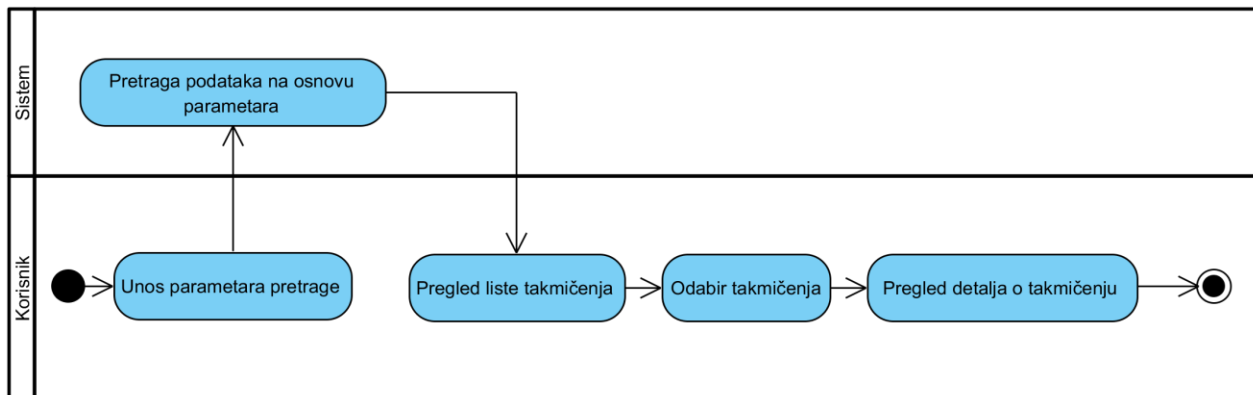 Sistem
Pretraga podataka na osnovu
parametara
Korisnik
Unos parametara pretrage
Pregled liste takmičenja
Odabir takmičenja
Pregled detalja o takmičenju